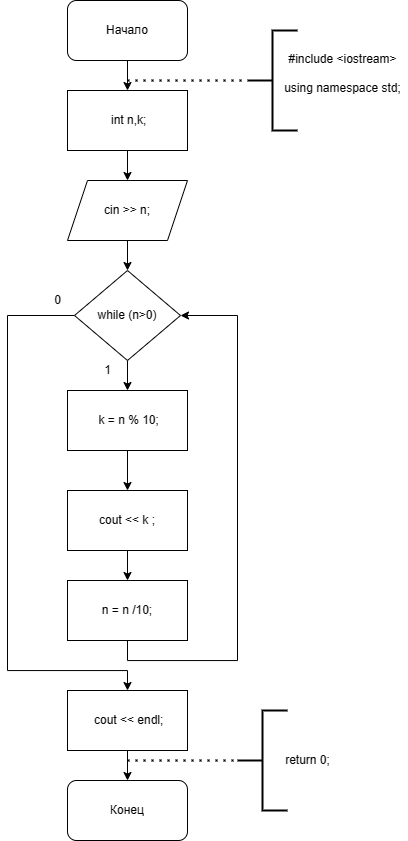 Начало
#include <iostream>
using namespace std;
int n,k;
cin >> n;
0
while (n>0)
1
k = n % 10;
cout << k ;
n = n /10;
cout << endl;
return 0;
Конец